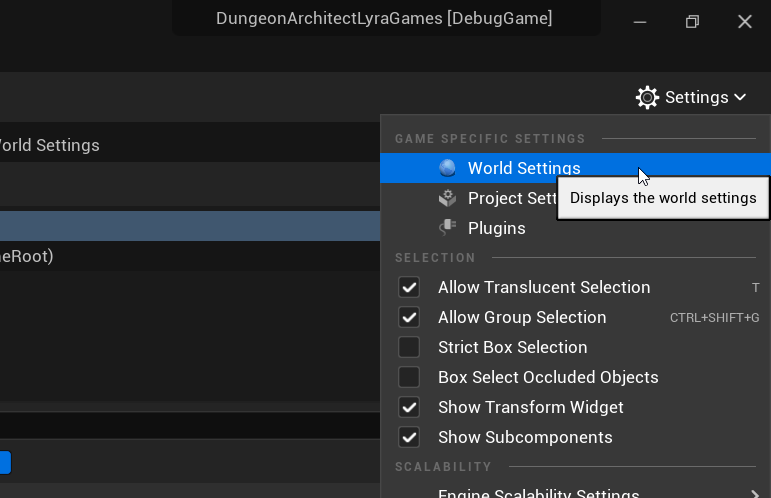 DungeonArchitectLyraGames [DebugGame]
Settings
World Settings
GAME SPECIFIC SETTINGS
World Settings
Project Sett
Displays the world settings
Plugins
eRoot)
SELECTION
Allow Translucent Selection T
Allow Group Selection CTRL+SHIFT+G
Strict Box Selection
Box Select Occluded Objects
Show Transform Widget
Show Subcomponents
SCALABILITY
Engine Scalability Settings